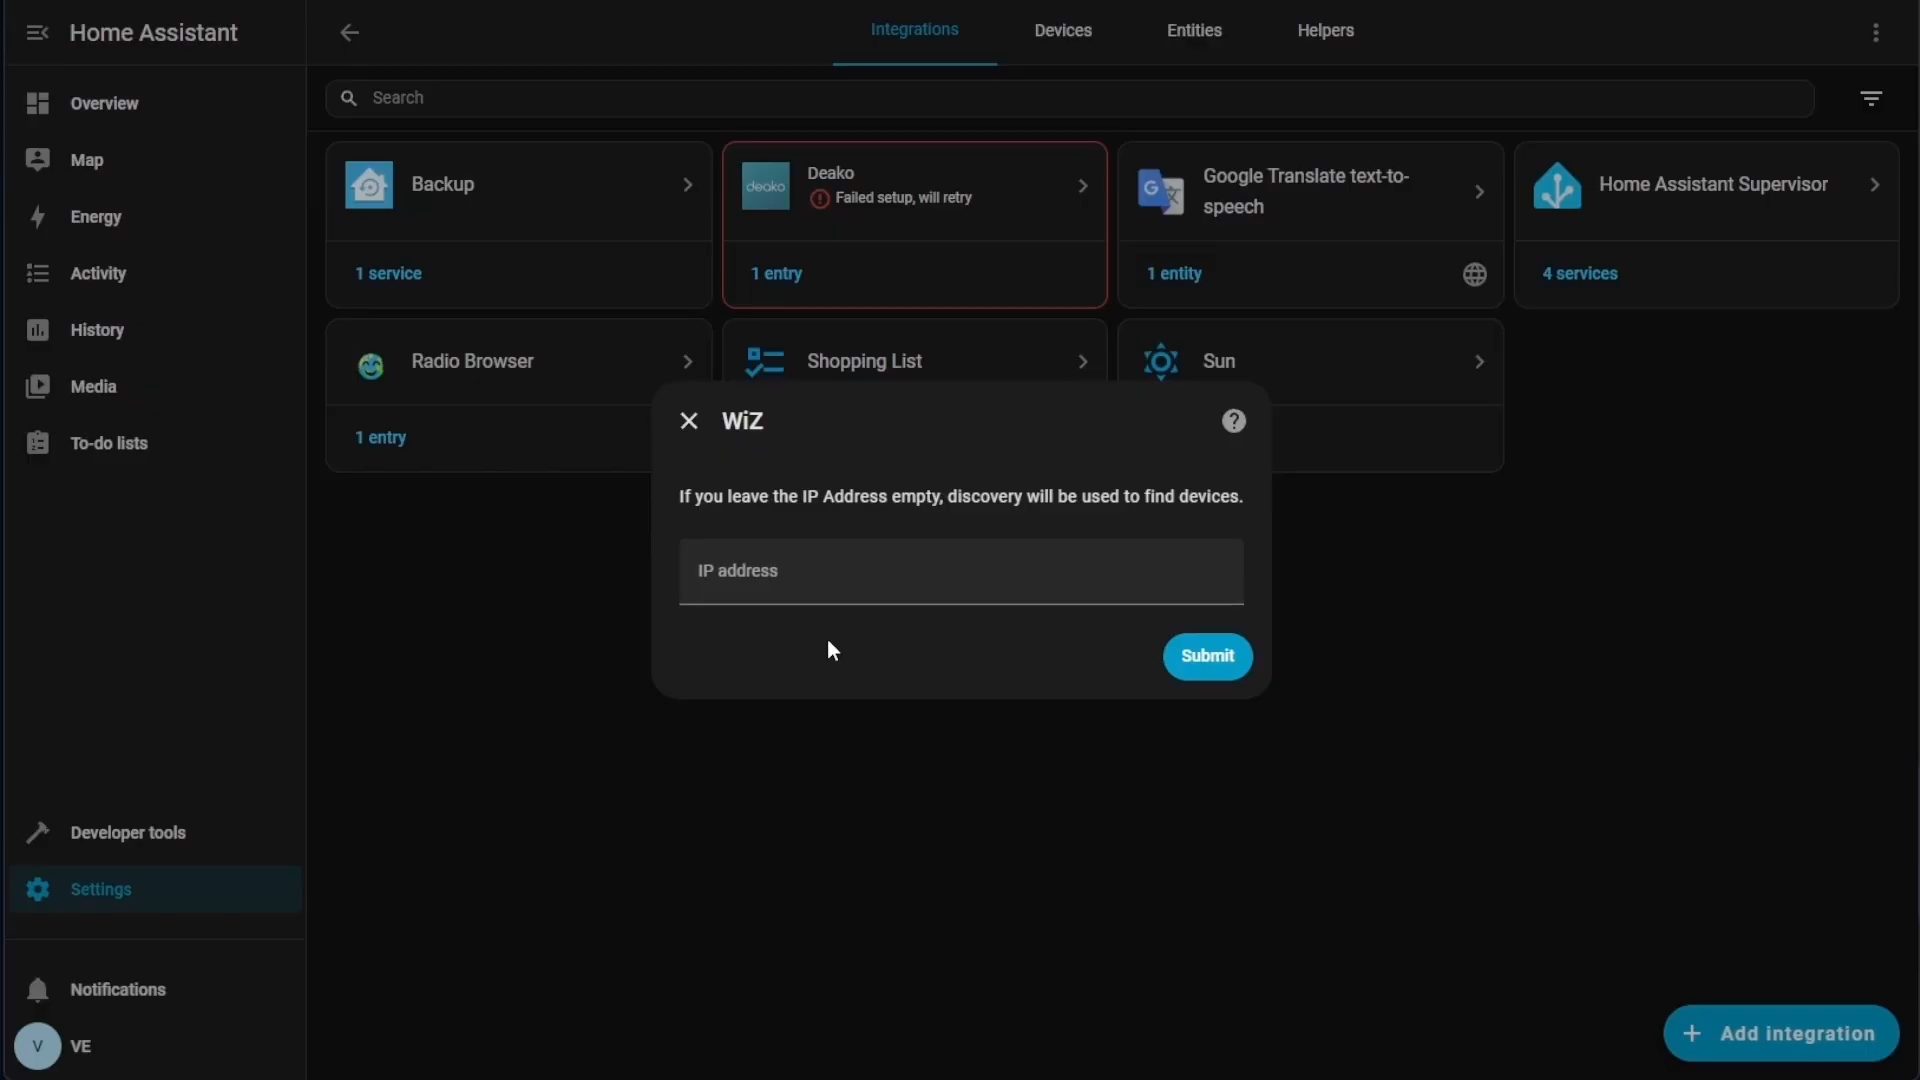 Home Assistant
Integrations
Devices
Entities
Helpers
Overview
Map
Energy
Activity
History
Media
To-do lists
Developer tools
Settings
Notifications
V
VE
Search
Backup
1 service
deako
Deako
Failed setup, will retry
1 entry
G
Google Translate text-to-
speech
1 entity
Home Assistant Supervisor
4 services
Radio Browser
1 entry
Shopping List
Sun
WiZ
If you leave the IP Address empty, discovery will be used to find devices.
IP address
Submit
Add integration